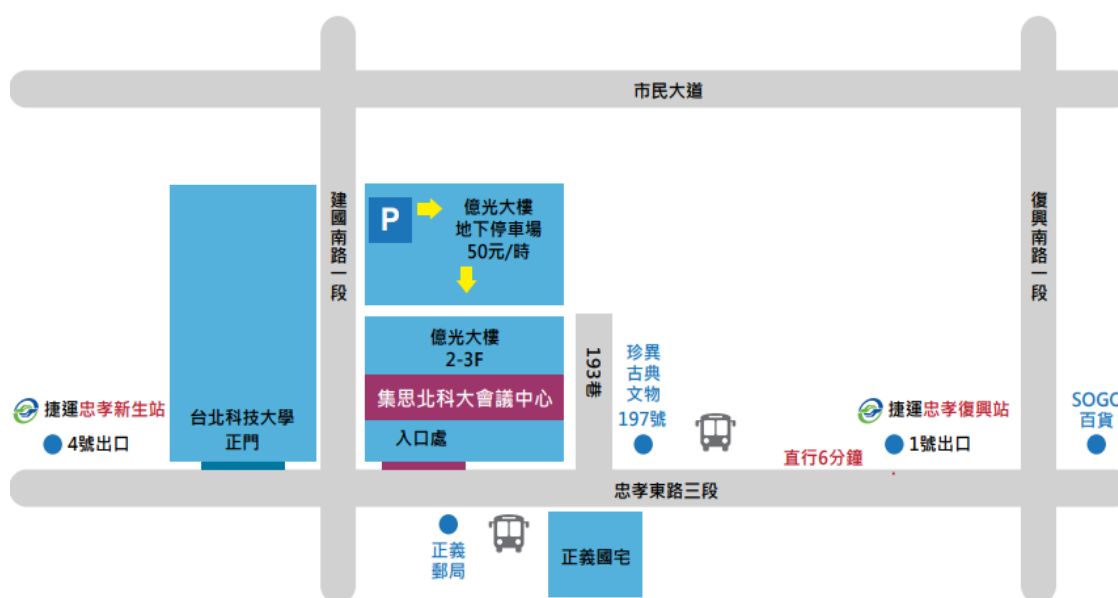 市民大道
建國南路一段
復興南路一段
P
億光大樓
地下停車場
50元/時
億光大樓
2-3F
集思北科大會議中心
入口處
193巷
珍異
古典
文物
197號
台北科技大學
正門
捷運忠孝新生站
4號出口
捷運忠孝復興站
1號出口
直行6分鐘
SOGO
百貨
忠孝東路三段
正義
郵局
正義國宅